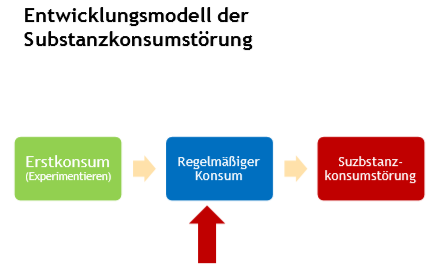 Entwicklungsmodell der
Substanzkonsumstörung
Erstkonsum
(Experimentieren)
Regelmäßiger
Konsum
Suzbstanz-
konsumstörung